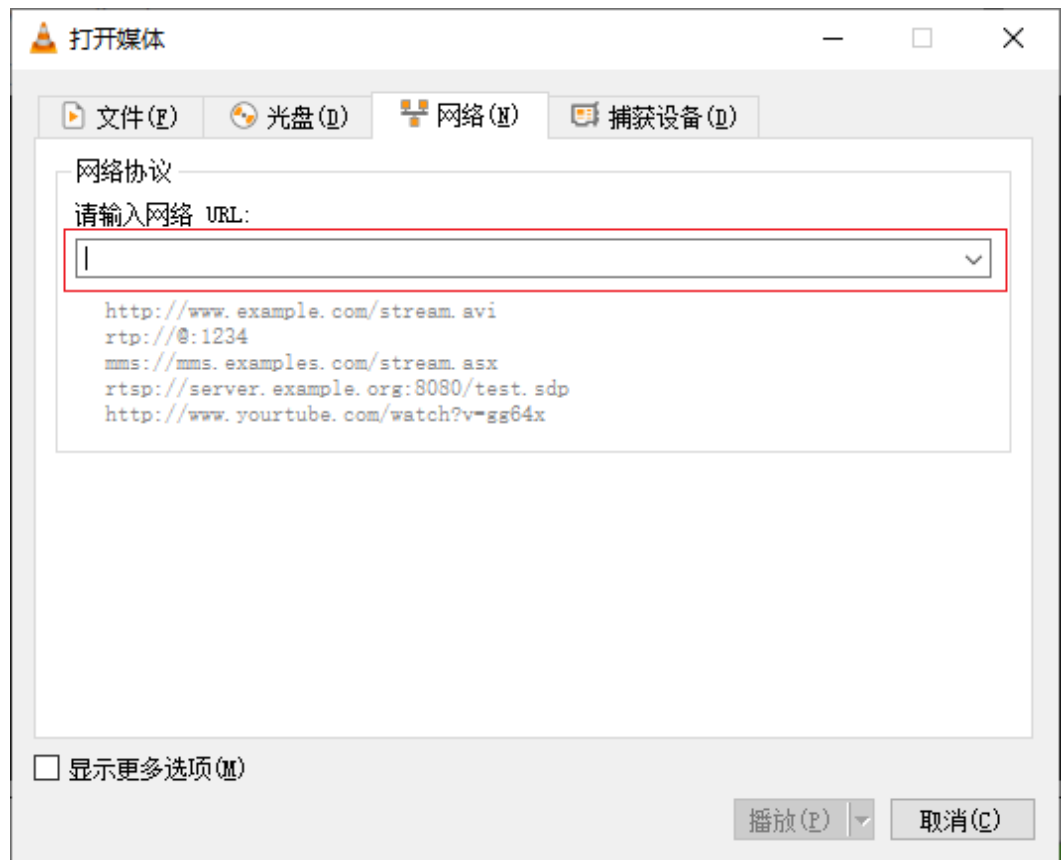 打开媒体
文件(F) 光盘(D) 网络(N) 捕获设备(D)
网络协议
请输入网络 URL:
http://www.example.com/stream.avi
rtp://@:1234
mms://mms.examples.com/stream.asx
rtsp://server.example.org:8080/test.sdp
http://www.yourtube.com/watch?v=gg64x
显示更多选项(M)
播放(P) 取消(C)